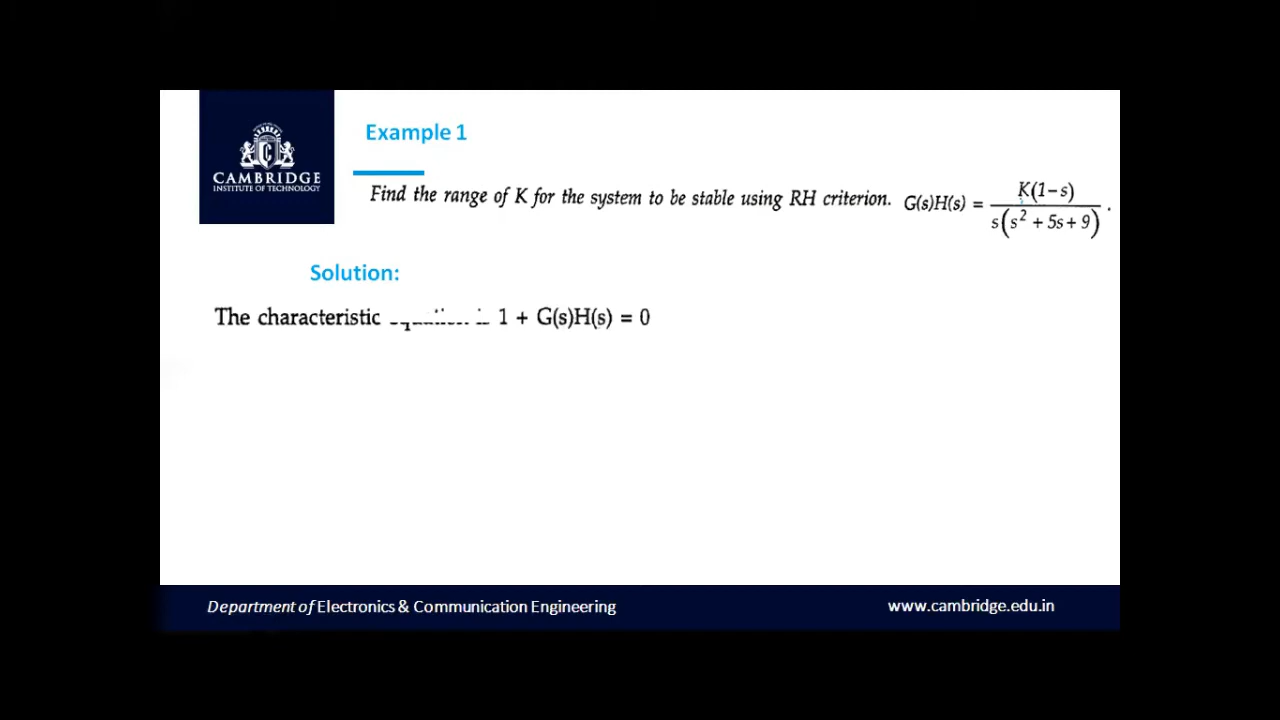 CAMBRIDGE
INSTITUTE OF TECHNOLOGY
Example 1
Find the range of K for the system to be stable using RH criterion. G(s)H(s) = K(1−s) / s(s² + 5s + 9) .
Solution:
The characteristic 1 + G(s)H(s) = 0
Department of Electronics & Communication Engineering
www.cambridge.edu.in